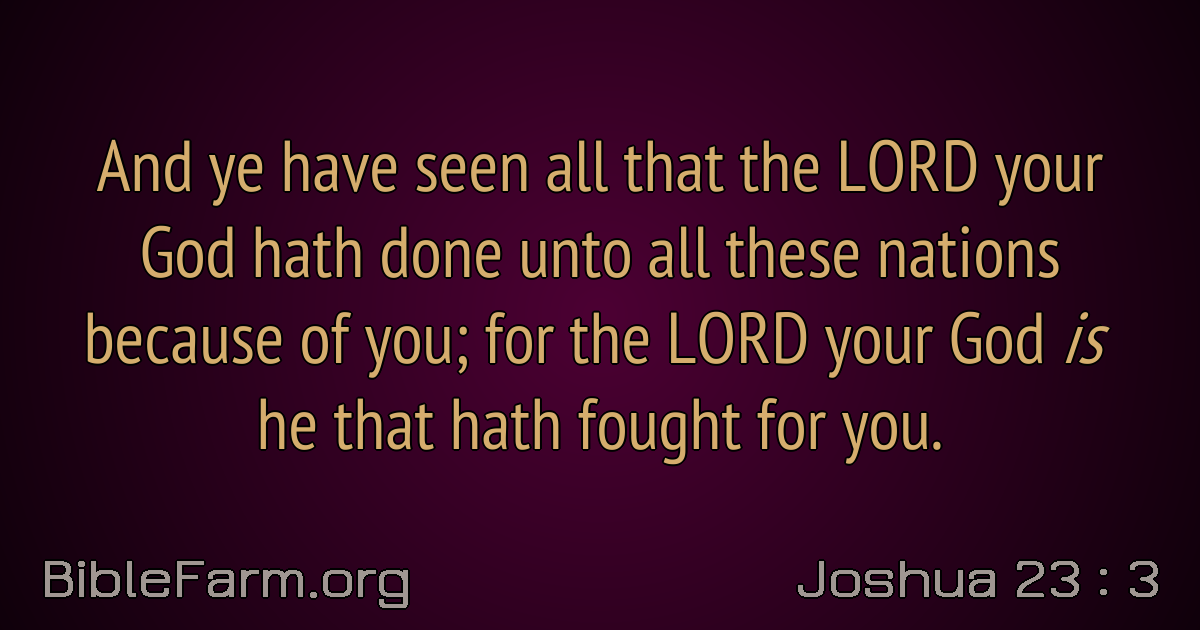 And ye have seen all that the LORD your
God hath done unto all these nations
because of you; for the LORD your God is
he that hath fought for you.
BibleFarm.org
Joshua 23 : 3